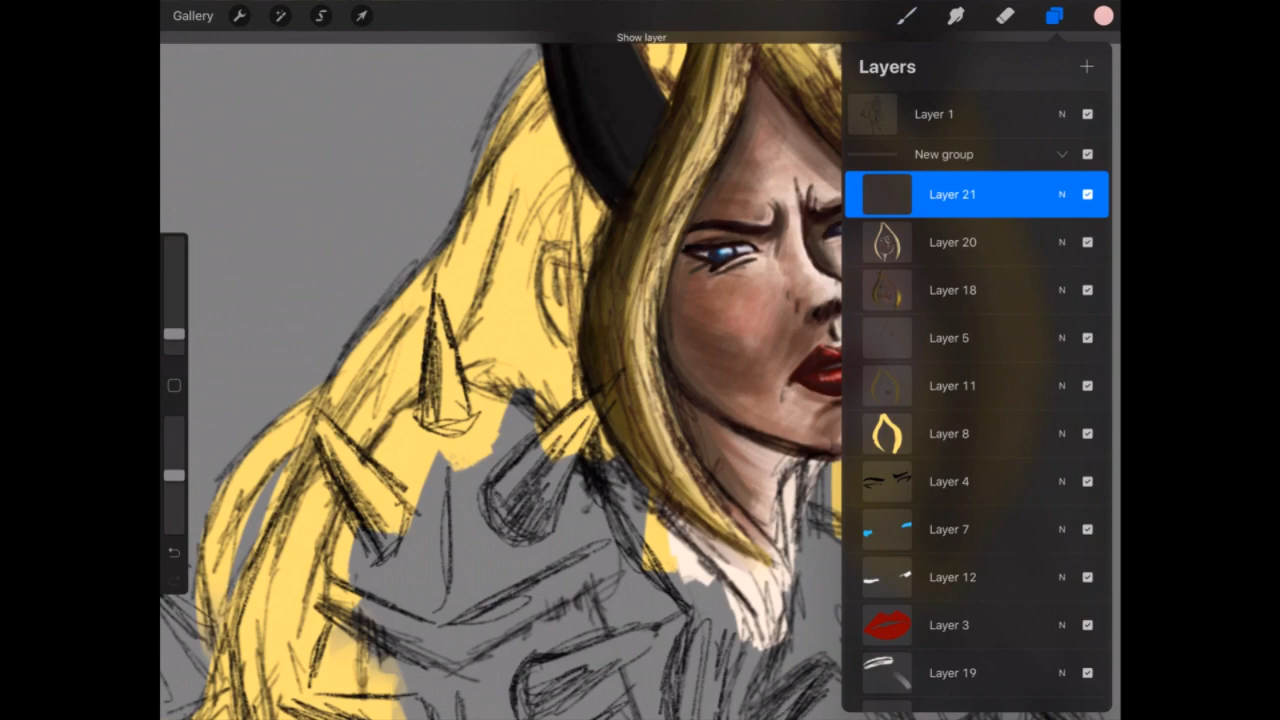 Gallery
Show layer
Layers
Layer 1 N
New group
Layer 21 N
Layer 20 N
Layer 18 N
Layer 5 N
Layer 11 N
Layer 8 N
Layer 4 N
Layer 7 N
Layer 12 N
Layer 3 N
Layer 19 N